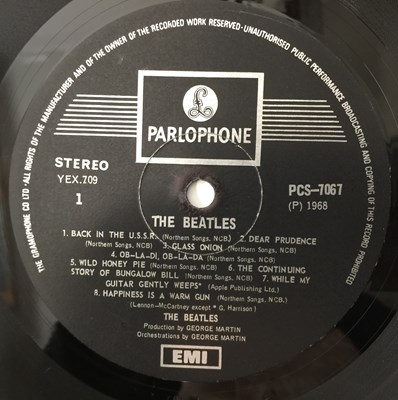 THE GRAMOPHONE CO LTD·ALL RIGHTS OF THE MANUFACTURER AND OF THE OWNER OF THE RECORDED WORK RESERVED·UNAUTHORISED PUBLIC PERFORMANCE BROADCASTING AND COPYING OF THIS RECORD PROHIBITED
£
PARLOPHONE
STEREO
YEX.709
1
PCS—7067
(P) 1968
THE BEATLES
1. BACK IN THE U.S.S.R. (Northern Songs, NCB.) 2. DEAR PRUDENCE
(Northern Songs, NCB) 3. GLASS ONION (Northern Songs, NCB)
4. OB-LA-DI, OB-LA-DA (Northern Songs, NCB)
5. WILD HONEY PIE (Northern Songs, NCB) 6. THE CONTINUING
STORY OF BUNGALOW BILL (Northern Songs, NCB) 7. WHILE MY
GUITAR GENTLY WEEPS* (Apple Publishing Ltd.)
8. HAPPINESS IS A WARM GUN (Northern Songs, NCB.)
(Lennon-McCartney except * G. Harrison)
THE BEATLES
Production by GEORGE MARTIN
Orchestrations by GEORGE MARTIN
EMI